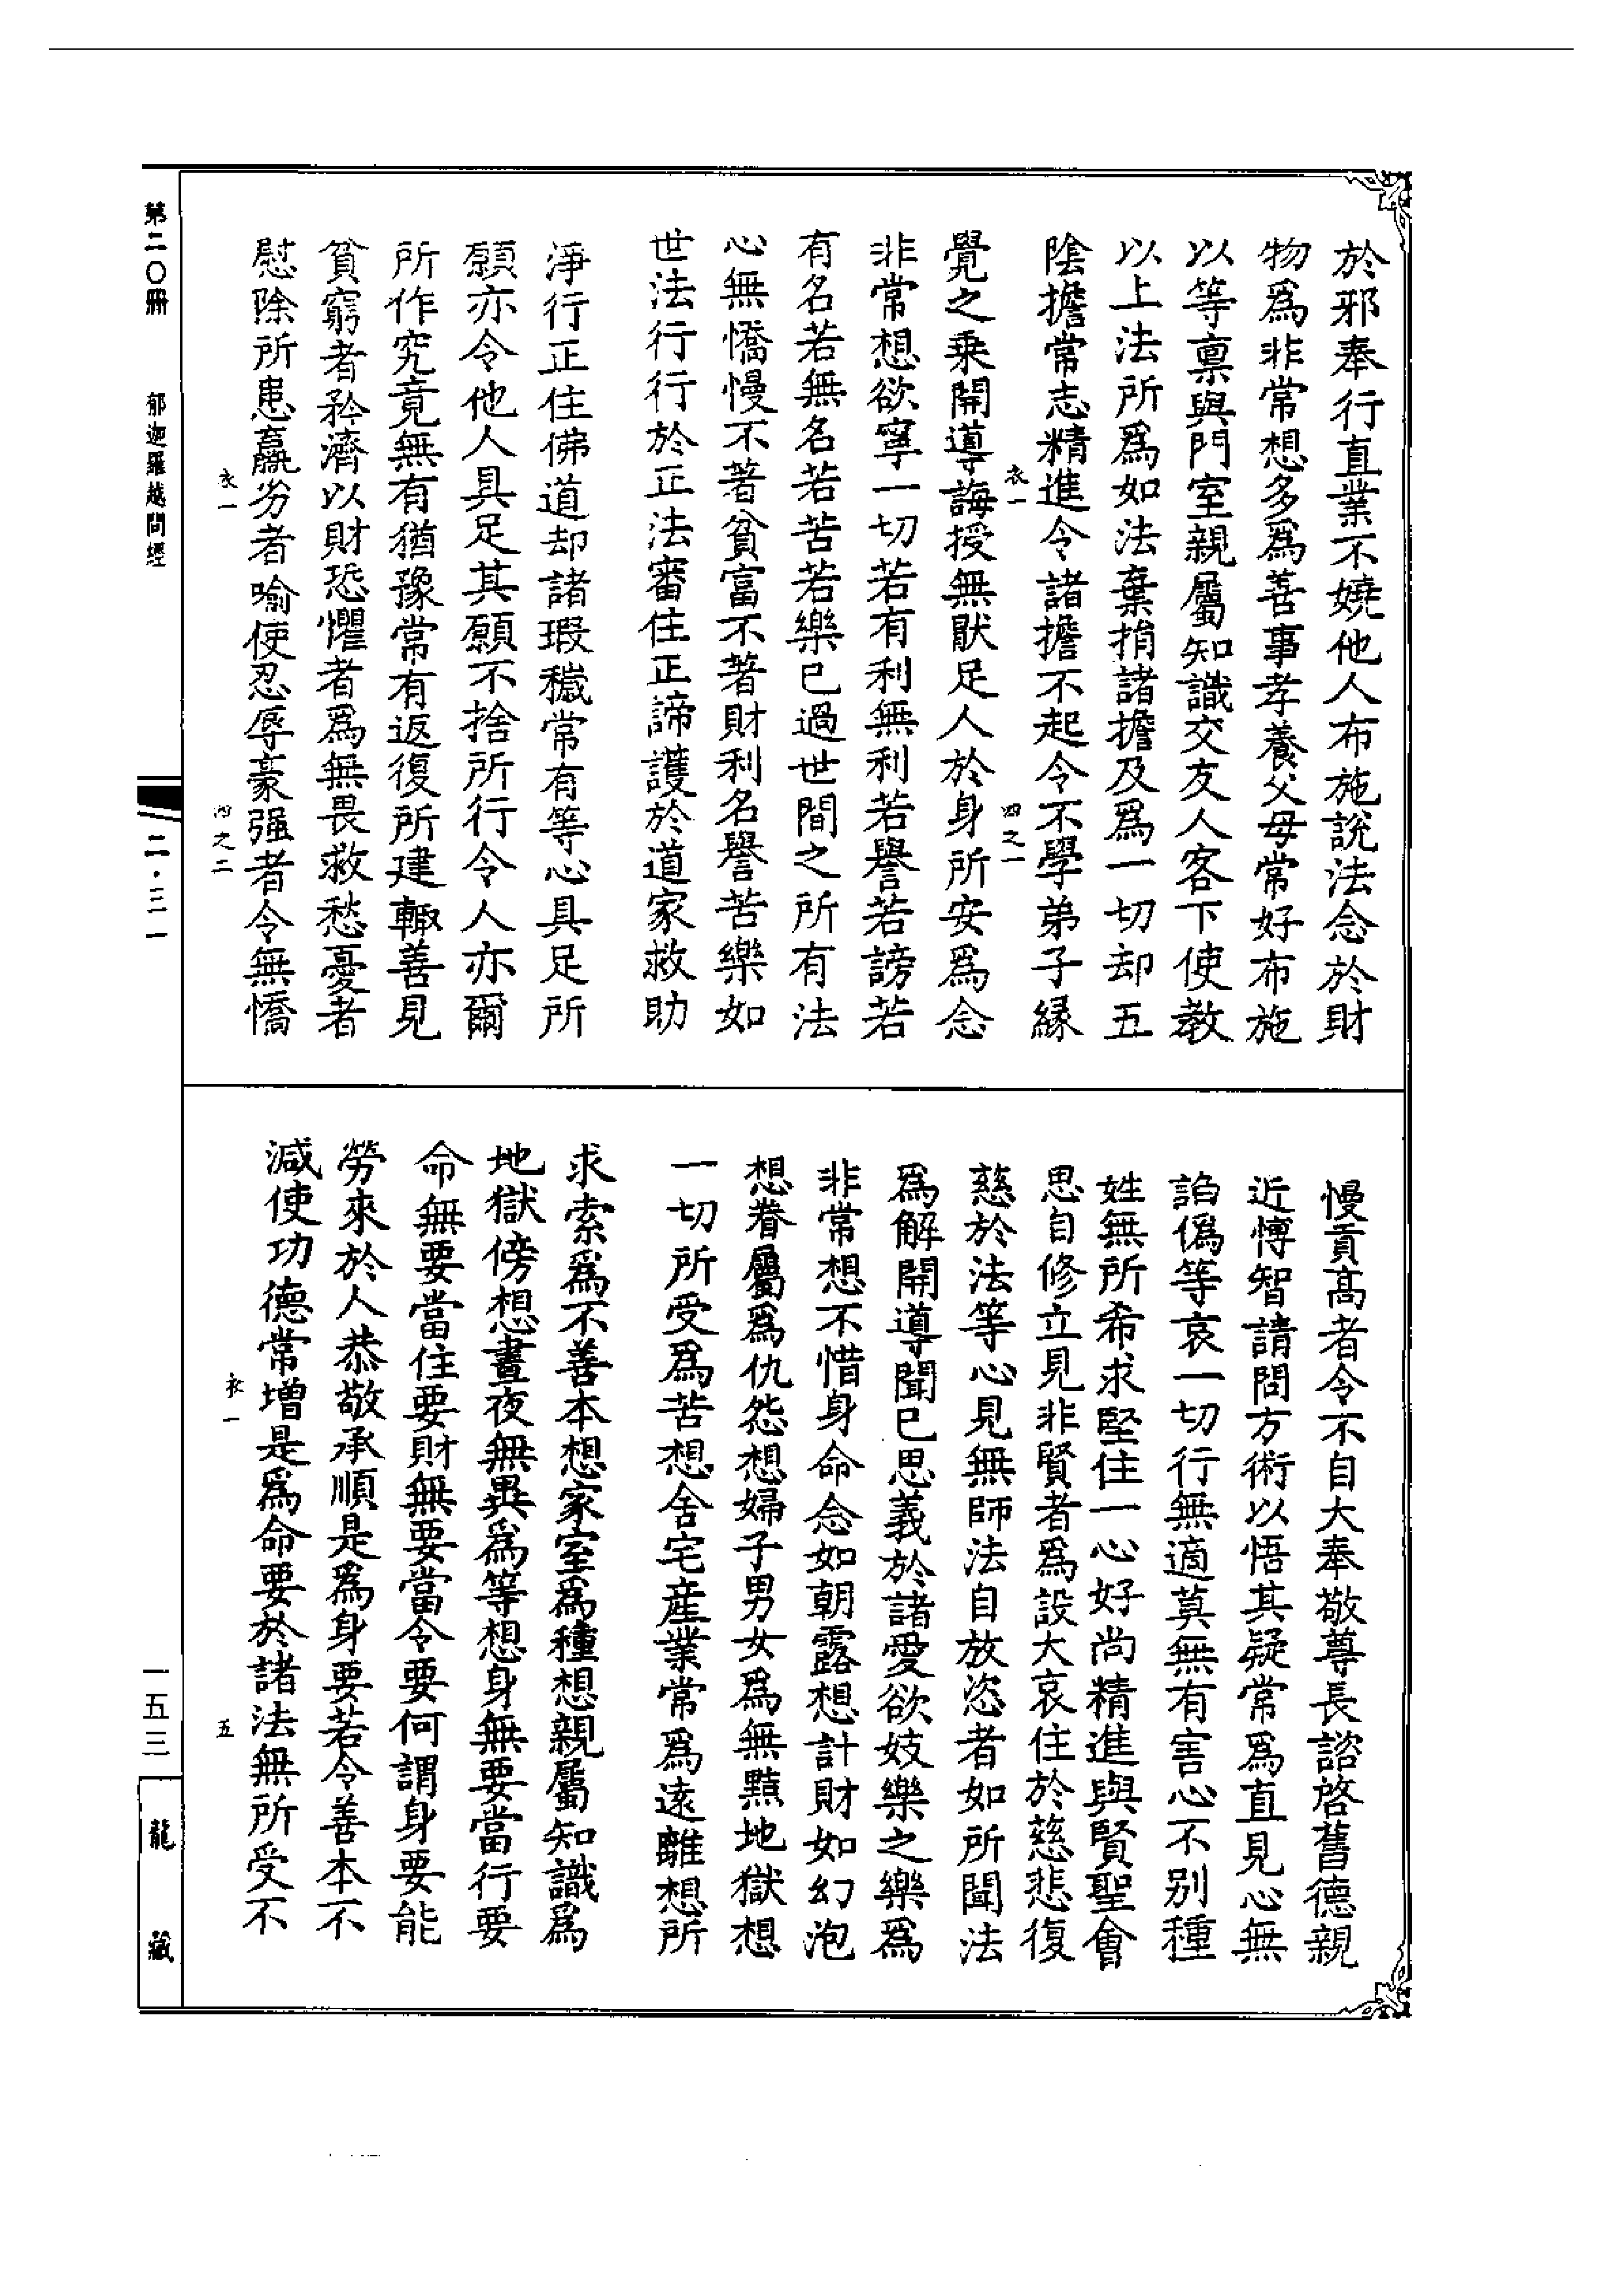 於邪奉行直業不嬈他人布施說法念於財
物爲非常想多爲善事孝養父母常好布施
以等禀與門室親屬知識交友人客下使教
以上法所爲如法棄捐諸擔及爲一切却五
陰擔常志精進令諸擔不起令不學弟子緣
衣一
四之一
覺之乘開導誨授無猒足人於身所安爲念
非常想欲寧一切若有利無利若譽若謗若
有名若無名若苦若樂已過世間之所有法
心無憍慢不著貧富不著財利名譽苦樂如
世法行行於正法審住正諦護於道家救助
淨行正住佛道却諸瑕穢常有等心具足所
願亦令他人具足其願不捨所行令人亦爾
所作究竟無有猶豫常有返復所建輙善見
貧窮者矜濟以財恐懼者爲無畏救愁憂者
慰除所患羸劣者喻使忍辱豪强者令無憍
衣一
四之二
慢貢高者令不自大奉敬尊長諮啓舊德親
近慱智請問方術以悟其疑常爲直見心無
諂僞等哀一切行無適莫無有害心不別種
姓無所希求堅住一心好尚精進與賢聖會
思自修立見非賢者爲設大哀住於慈悲復
慈於法等心見無師法自放恣者如所聞法
爲解開導聞已思義於諸愛欲妓樂之樂爲
非常想不惜身命念如朝露想計財如幻泡
想眷屬爲仇怨想婦子男女爲無黠地獄想
一切所受爲苦想舍宅産業常爲遠離想所
求索爲不善本想家室爲種想親屬知識爲
地獄傍想晝夜無異爲等想身無要當行要
命無要當住要財無要當令要何謂身要能
勞來於人恭敬承順是爲身要若令善本不
減使功德常增是爲命要於諸法無所受不
衣一
五
第二〇冊
郁迦羅越問經
二·三一
一五三
龍藏